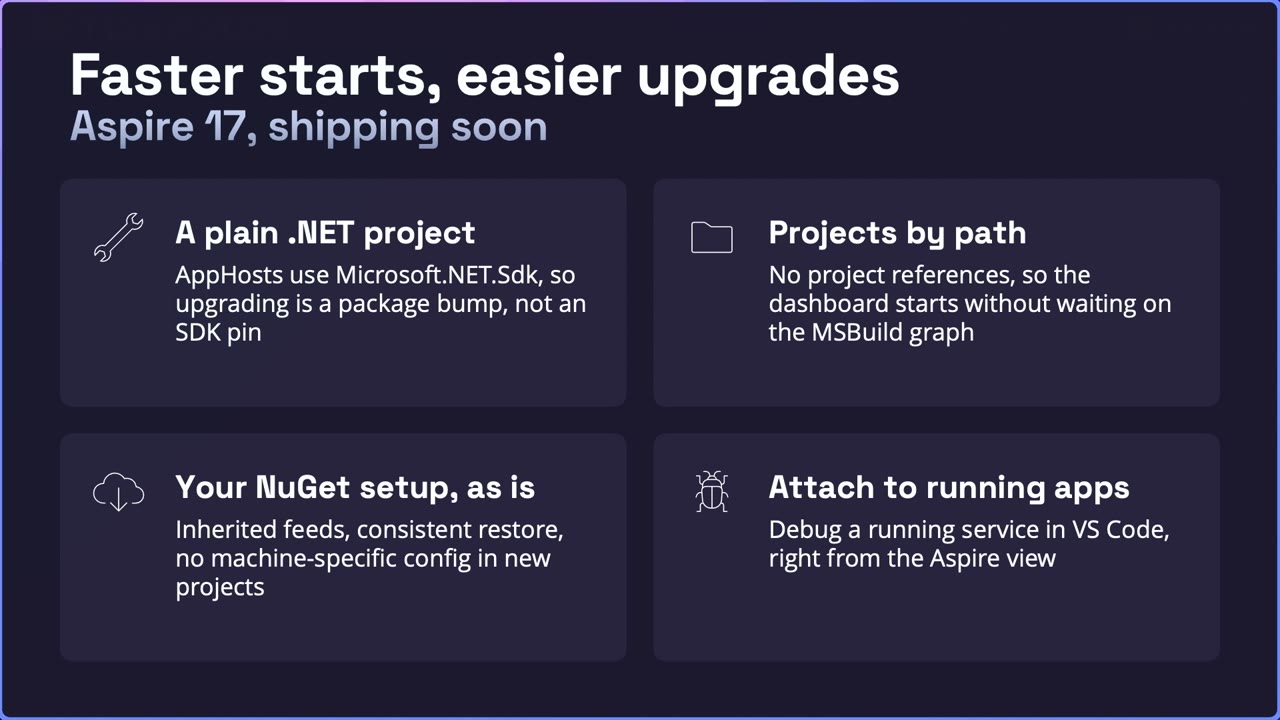 Faster starts, easier upgrades
Aspire 17, shipping soon
A plain .NET project
AppHosts use Microsoft.NET.Sdk, so
upgrading is a package bump, not an
SDK pin
Projects by path
No project references, so the
dashboard starts without waiting on
the MSBuild graph
Your NuGet setup, as is
Inherited feeds, consistent restore,
no machine-specific config in new
projects
Attach to running apps
Debug a running service in VS Code,
right from the Aspire view